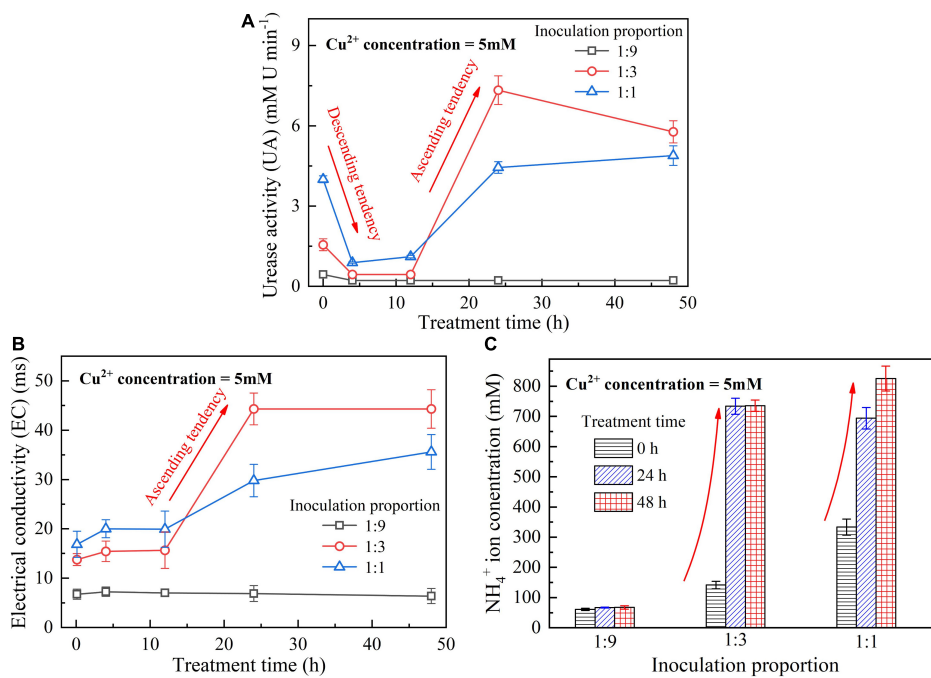 A
Cu²⁺ concentration = 5mM
Inoculation proportion
1:9
1:3
1:1
Descending tendency
Ascending tendency
Urease activity (UA) (mM U min⁻¹)
9
6
3
0
0 10 20 30 40 50
Treatment time (h)
B
Cu²⁺ concentration = 5mM
Ascending tendency
Inoculation proportion
1:9
1:3
1:1
Electrical conductivity (EC) (ms)
50
40
30
20
10
0
0 10 20 30 40 50
Treatment time (h)
C
Cu²⁺ concentration = 5mM
Treatment time
0 h
24 h
48 h
NH₄⁺ ion conentration (mM)
800
700
600
500
400
300
200
100
0
1:9 1:3 1:1
Inoculation proportion